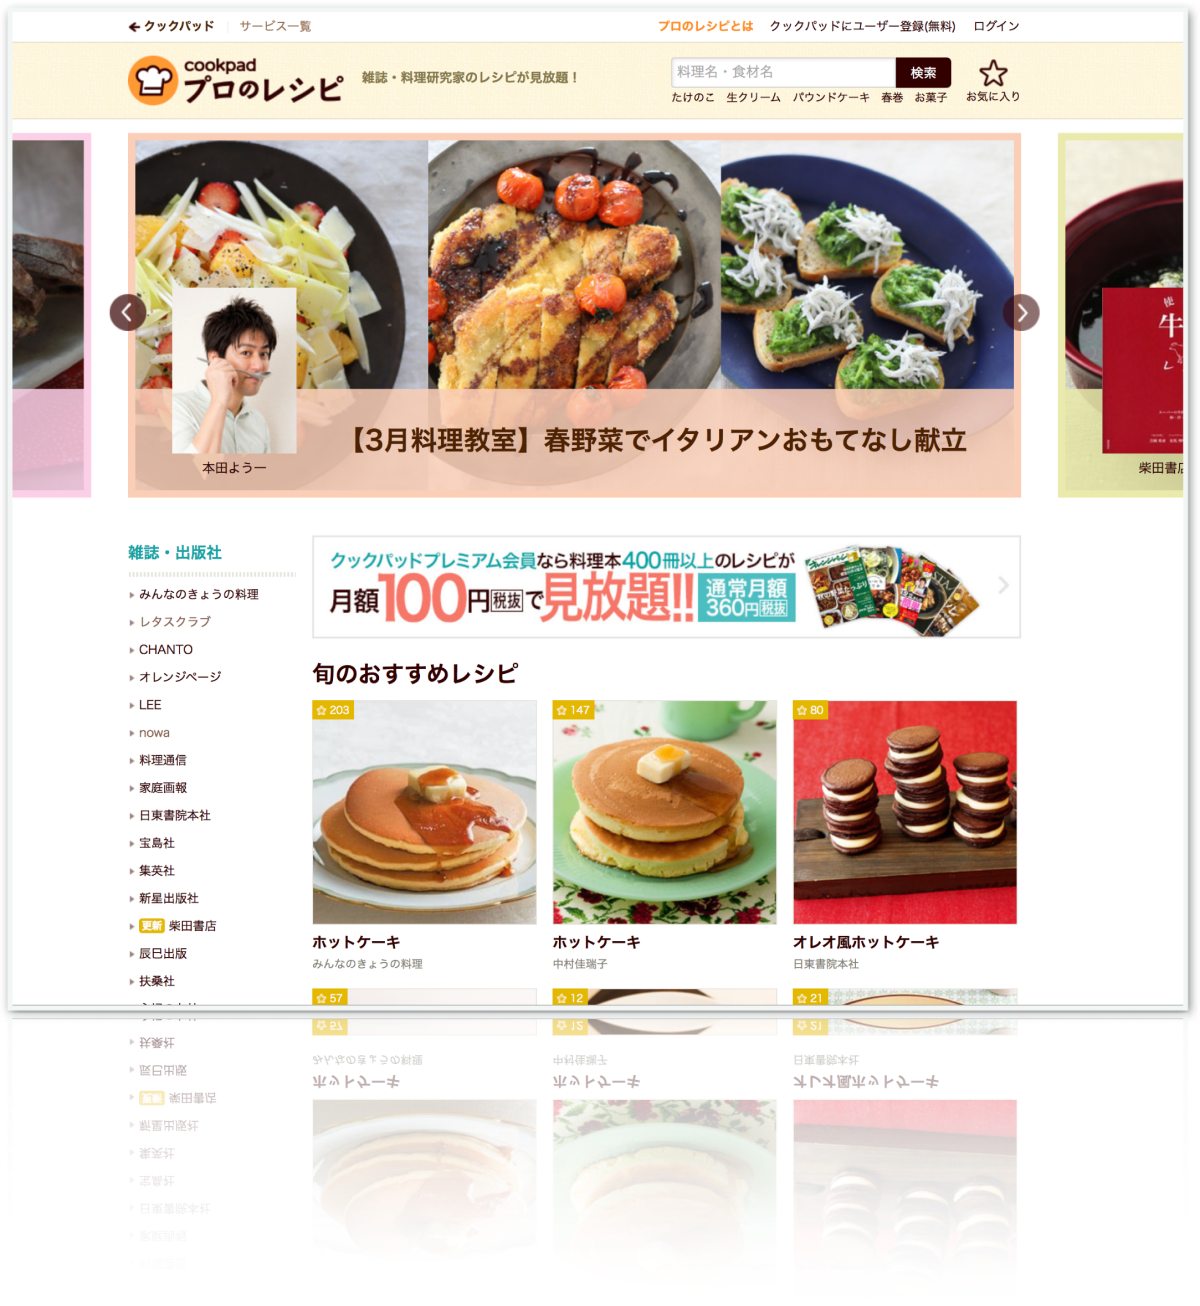 クックパッド サービス一覧 プロのレシピとは クックパッドにユーザー登録(無料) ログイン
cookpad
プロのレシピ 雑誌・料理研究家のレシピが見放題！ 料理名・食材名 検索
たけのこ 生クリーム パウンドケーキ 春巻 お菓子 お気に入り
【3月料理教室】春野菜でイタリアンおもてなし献立
本田よう一
柴田書店
雑誌・出版社
みんなのきょうの料理
レタスクラブ
CHANTO
オレンジページ
LEE
nowa
料理通信
家庭画報
日東書院本社
宝島社
集英社
新星出版社
更新 柴田書店
辰巳出版
扶桑社
クックパッドプレミアム会員なら料理本400冊以上のレシピが
月額100円税抜で見放題!! 通常月額
360円税抜
旬のおすすめレシピ
203
147
80
ホットケーキ
みんなのきょうの料理
ホットケーキ
中村佳瑞子
オレオ風ホットケーキ
日東書院本社
57
12
21